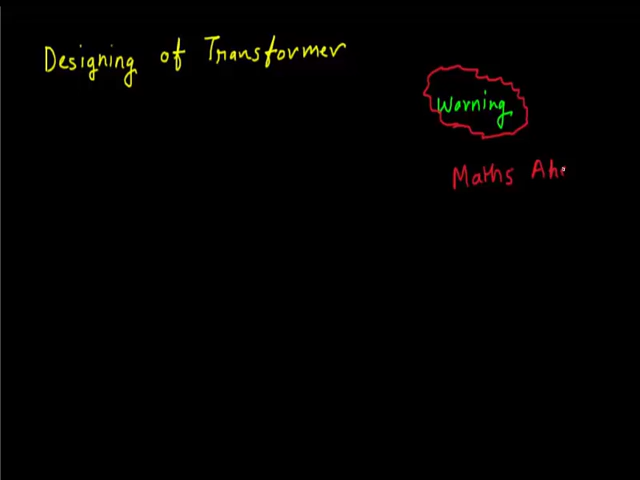 Designing of Transformer
Warning
Maths Ah